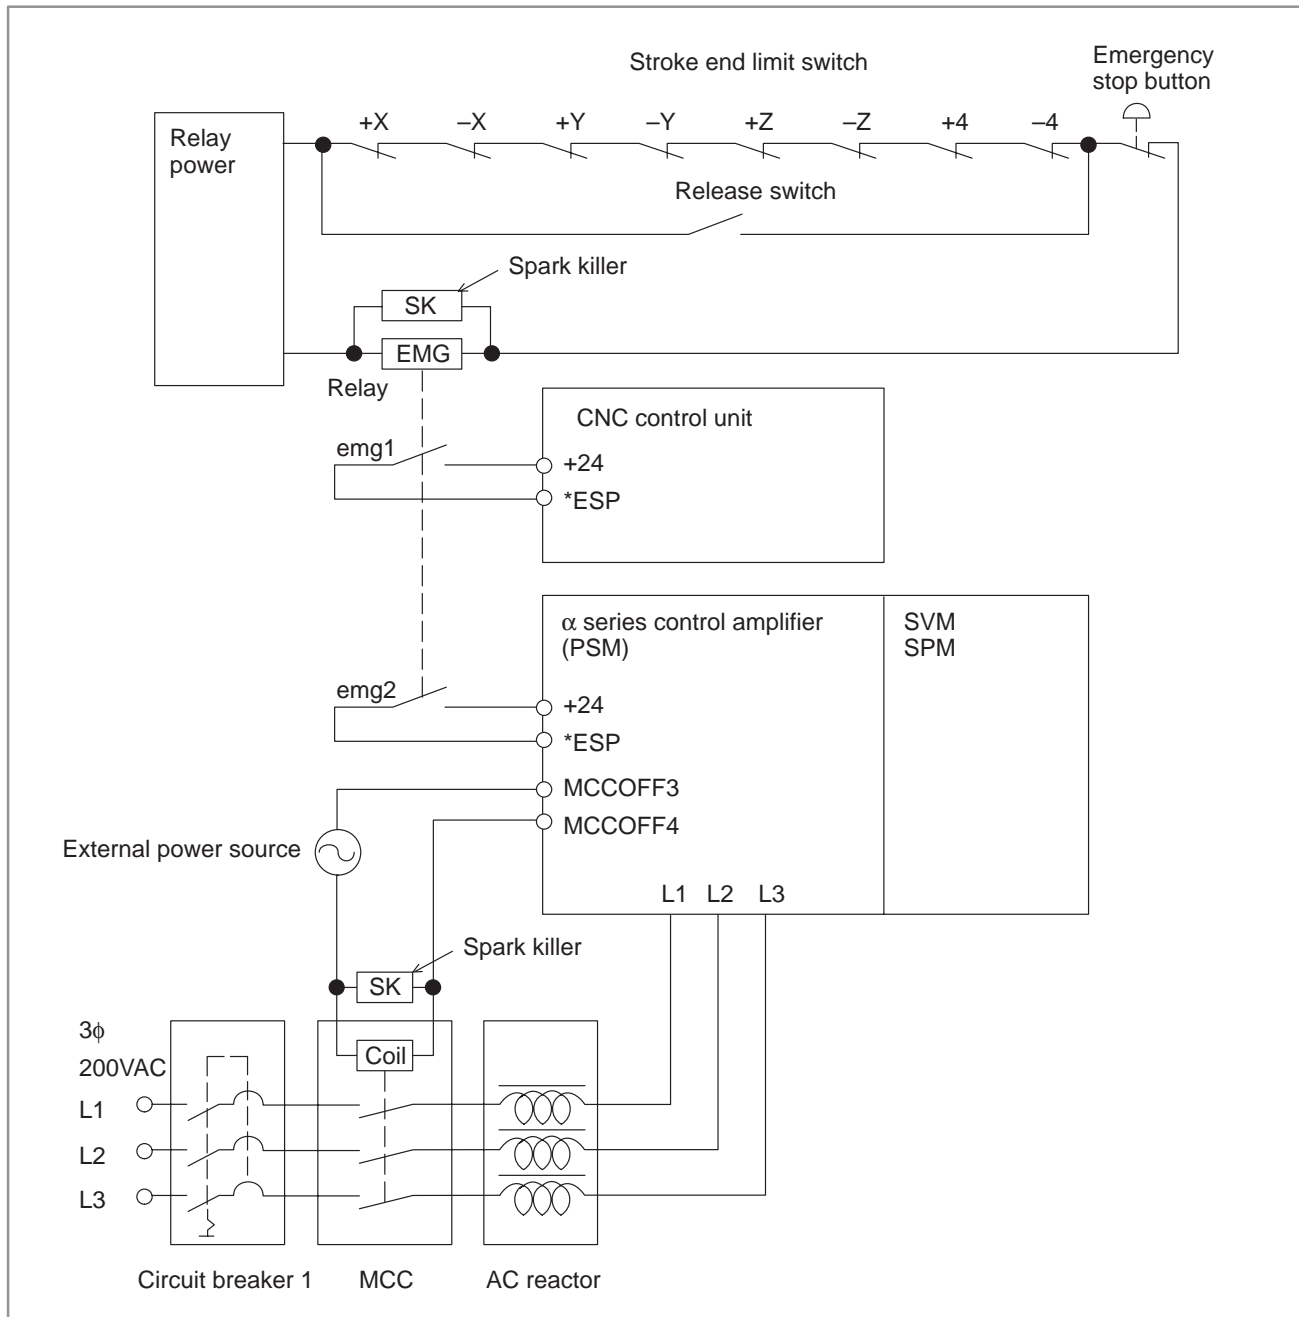 Stroke end limit switch
Emergency
stop button
Relay
power
+X
–X
+Y
–Y
+Z
–Z
+4
–4
Release switch
Spark killer
SK
EMG
Relay
CNC control unit
emg1
+24
*ESP
α series control amplifier
(PSM)
SVM
SPM
emg2
+24
*ESP
MCCOFF3
MCCOFF4
External power source
L1
L2
L3
Spark killer
SK
3ϕ
200VAC
Coil
L1
L2
L3
Circuit breaker 1
MCC
AC reactor